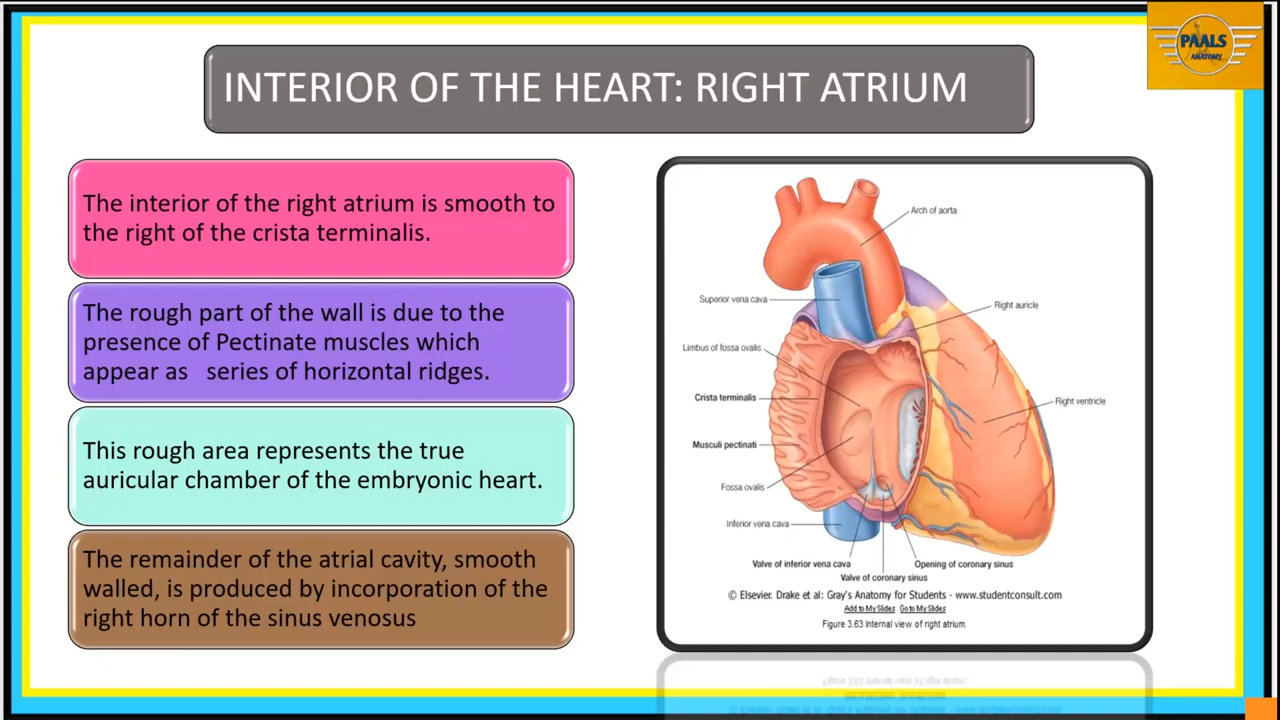 PAALS
ANATOMY
INTERIOR OF THE HEART: RIGHT ATRIUM
The interior of the right atrium is smooth to
the right of the crista terminalis.
The rough part of the wall is due to the
presence of Pectinate muscles which
appear as series of horizontal ridges.
This rough area represents the true
auricular chamber of the embryonic heart.
The remainder of the atrial cavity, smooth
walled, is produced by incorporation of the
right horn of the sinus venosus
Arch of aorta
Superior vena cava
Right auricle
Limbus of fossa ovalis
Crista terminalis
Right ventricle
Musculi pectinati
Fossa ovalis
Inferior vena cava
Valve of inferior vena cava
Opening of coronary sinus
Valve of coronary sinus
© Elsevier. Drake et al: Gray's Anatomy for Students - www.studentconsult.com
Add to My Slides Go to My Slides
Figure 3.63 Internal view of right atrium.